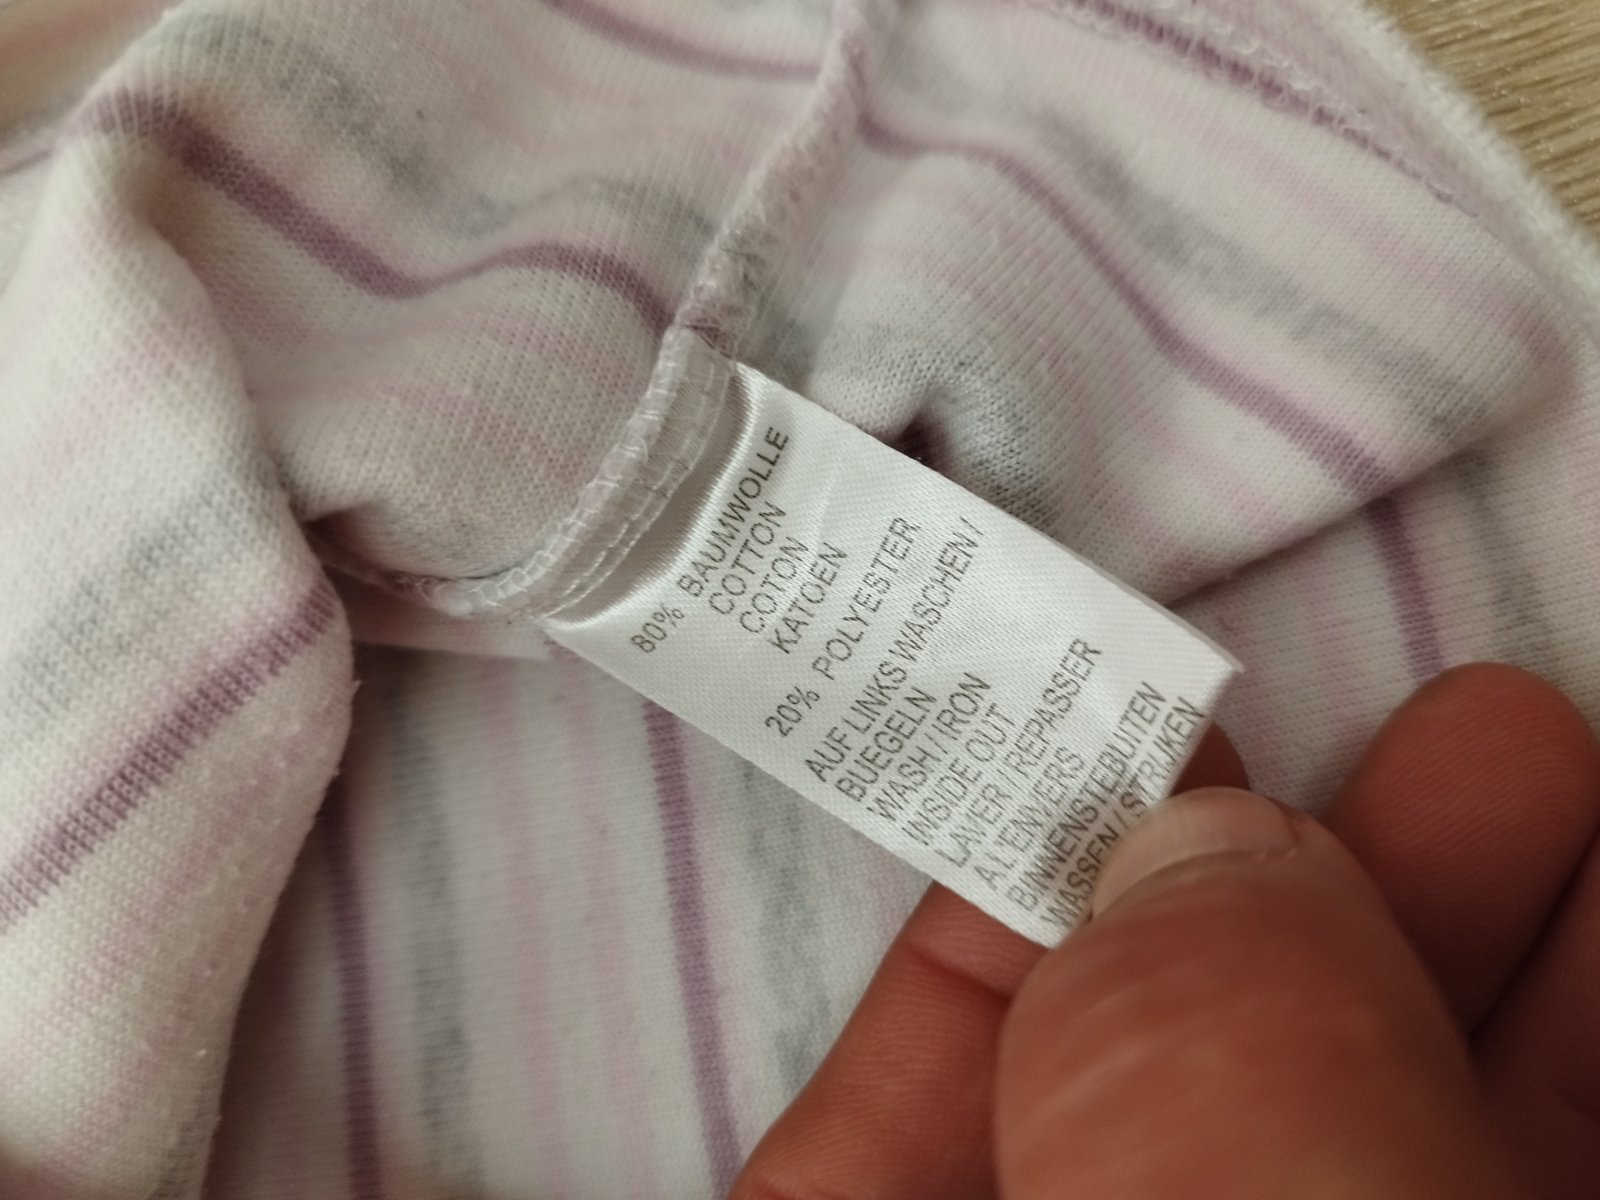 80% BAUMWOLLE
COTTON
COTON
KATOEN
20% POLYESTER
AUF LINKS WASCHEN /
BUEGELN
WASH / IRON
INSIDE OUT
LAVER / REPASSER
A L'ENVERS
BINNENSTEBUTEN
WASSEN / STRIJKEN